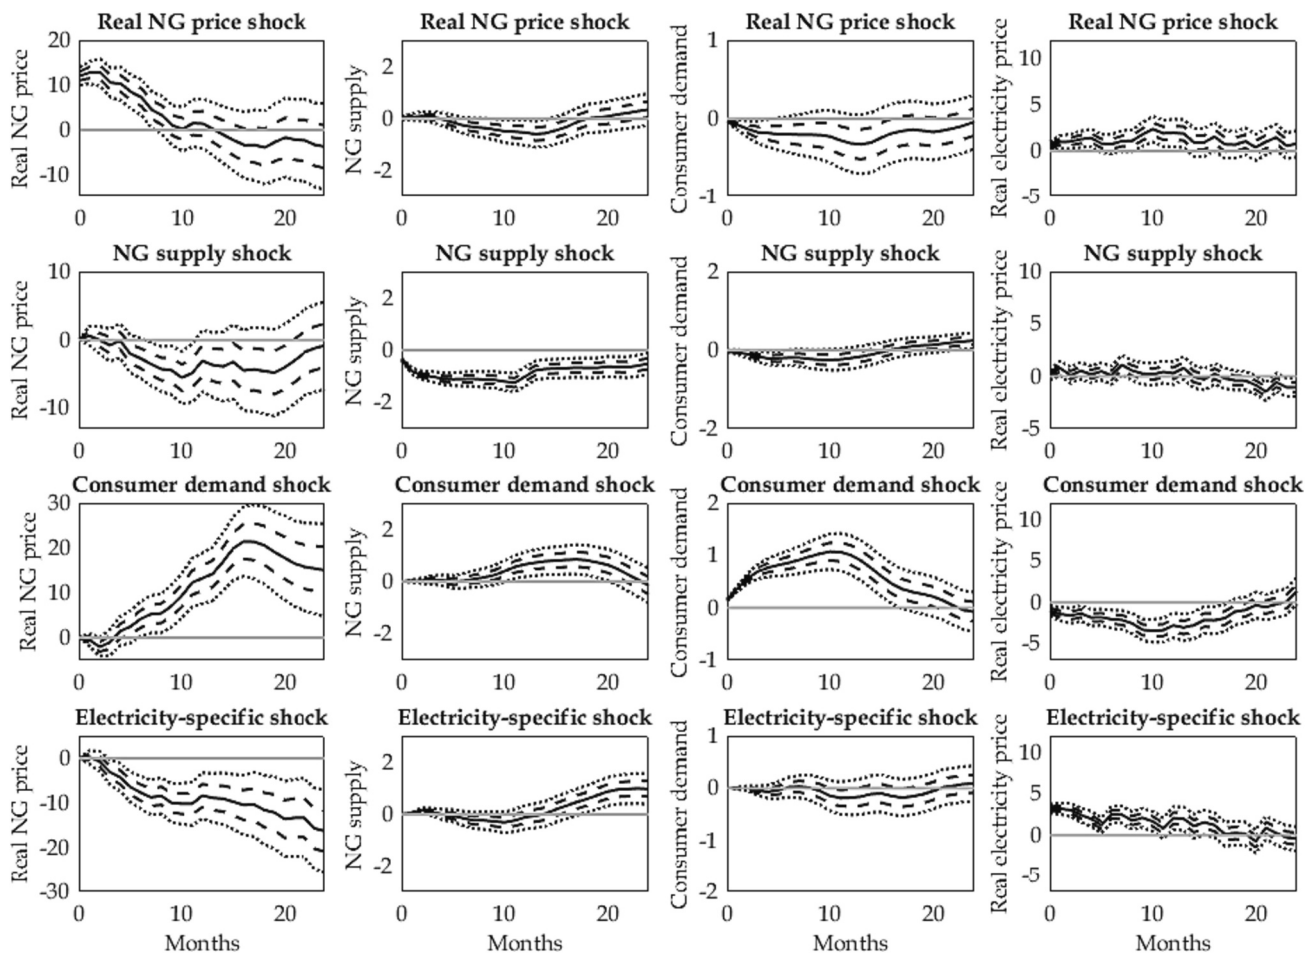 Real NG price shock
Real NG price
20
10
0
-10
0 10 20
Real NG price shock
NG supply
2
0
-2
0 10 20
Real NG price shock
Consumer demand
1
0
-1
0 10 20
Real NG price shock
Real electricity price
10
5
0
-5
0 10 20
NG supply shock
Real NG price
10
0
-10
0 10 20
NG supply shock
NG supply
2
0
-2
0 10 20
NG supply shock
Consumer demand
2
0
-2
0 10 20
NG supply shock
Real electricity price
10
5
0
-5
0 10 20
Consumer demand shock
Real NG price
30
20
10
0
0 10 20
Consumer demand shock
NG supply
2
0
-2
0 10 20
Consumer demand shock
Consumer demand
2
1
0
-1
0 10 20
Consumer demand shock
Real electricity price
10
5
0
-5
0 10 20
Electricity-specific shock
Real NG price
0
-10
-20
-30
0 10 20
Months
Electricity-specific shock
NG supply
2
0
-2
0 10 20
Months
Electricity-specific shock
Consumer demand
1
0
-1
-2
0 10 20
Months
Electricity-specific shock
Real electricity price
10
5
0
-5
0 10 20
Months